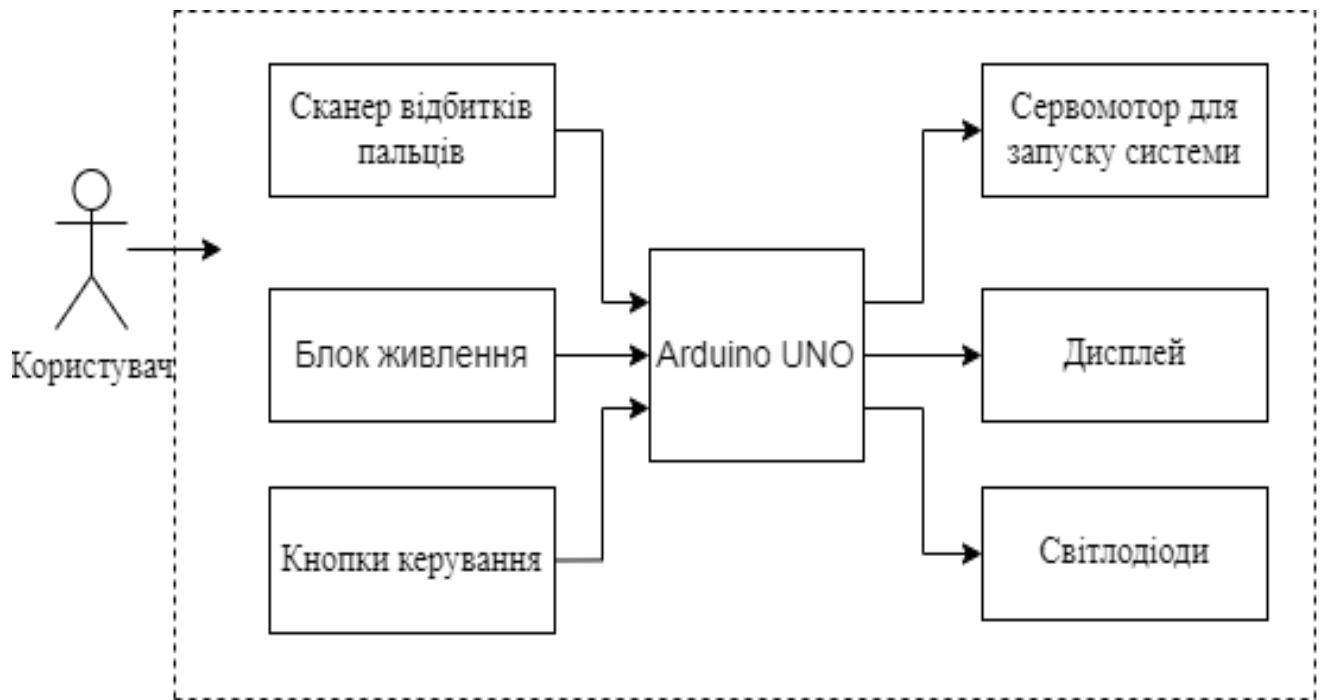 Сканер відбитків
пальців
Сервомотор для
запуску системи
Користувач
Блок живлення
Arduino UNO
Дисплей
Кнопки керування
Світлодіоди